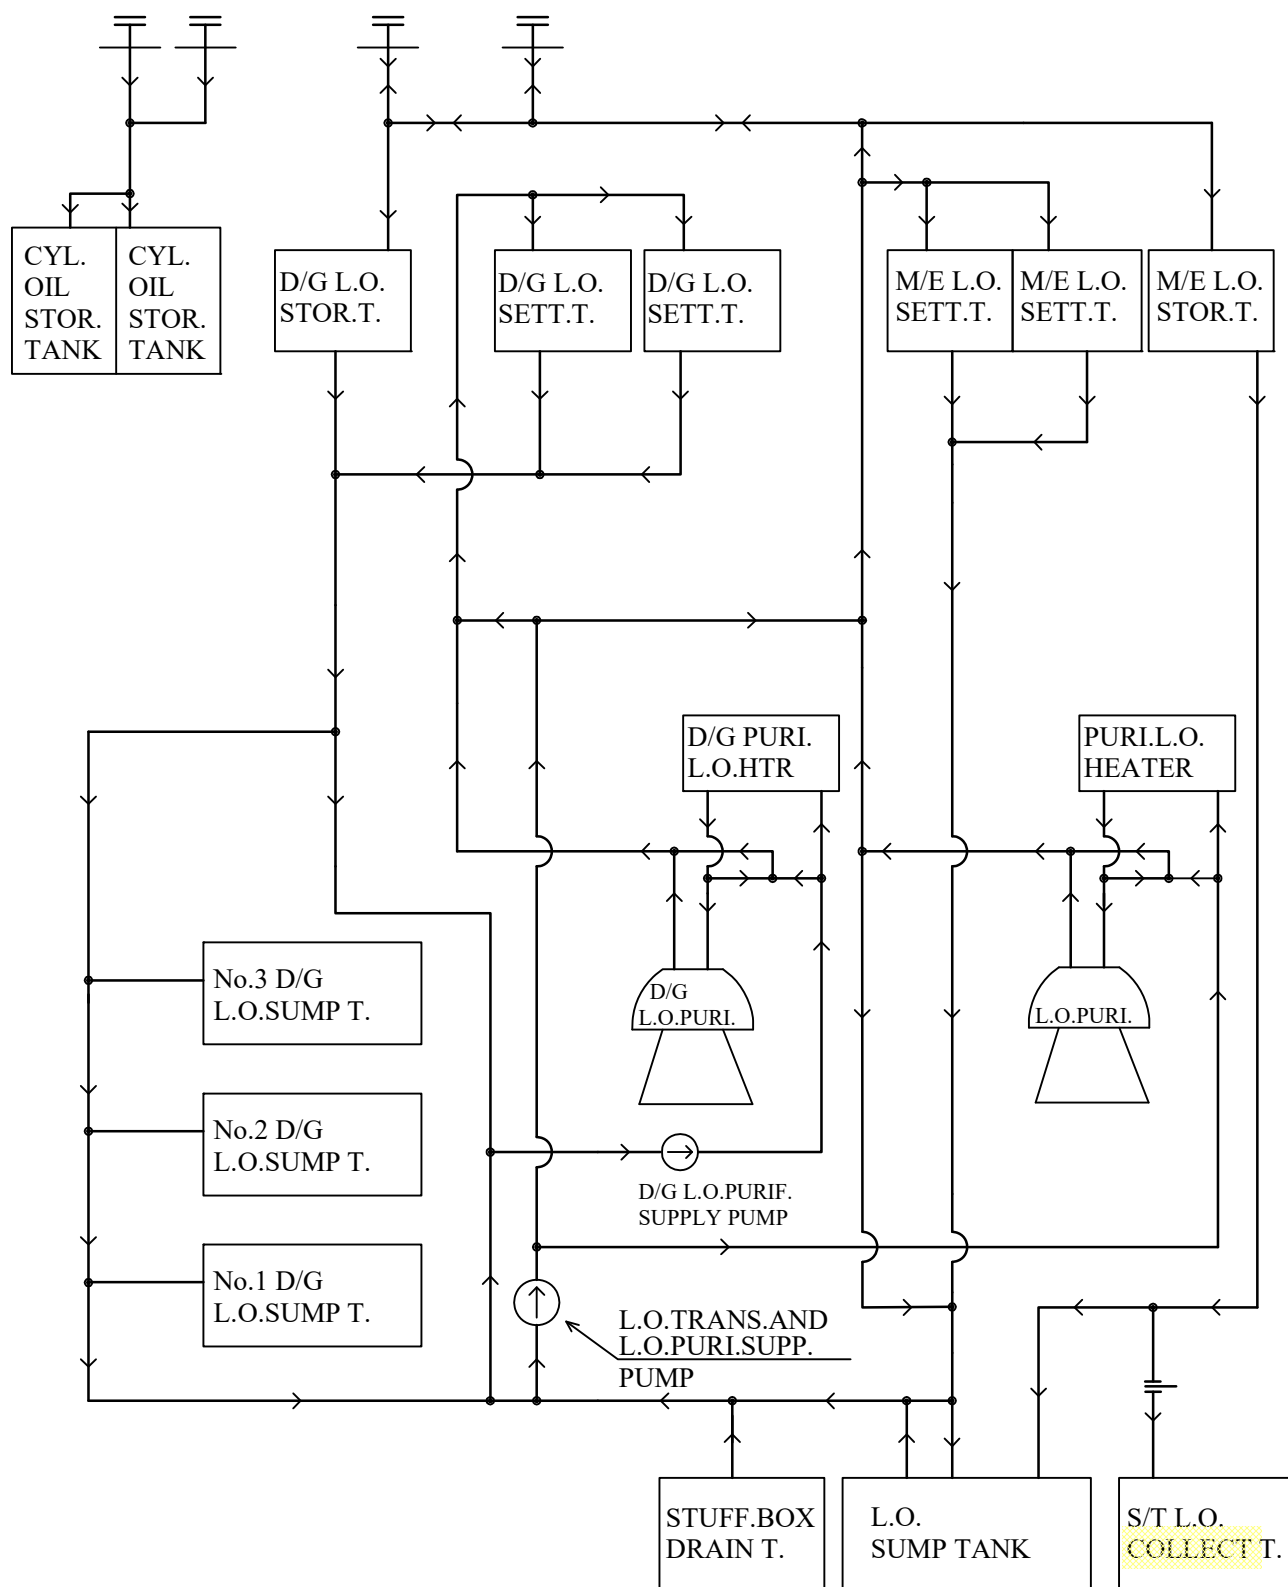 CYL.
OIL
STOR.
TANK
CYL.
OIL
STOR.
TANK
D/G L.O.
STOR.T.
D/G L.O.
SETT.T.
D/G L.O.
SETT.T.
M/E L.O.
SETT.T.
M/E L.O.
SETT.T.
M/E L.O.
STOR.T.
D/G PURI.
L.O.HTR
PURI.L.O.
HEATER
No.3 D/G
L.O.SUMP T.
D/G
L.O.PURI.
L.O.PURI.
No.2 D/G
L.O.SUMP T.
D/G L.O.PURIF.
SUPPLY PUMP
No.1 D/G
L.O.SUMP T.
L.O.TRANS.AND
L.O.PURI.SUPP.
PUMP
STUFF.BOX
DRAIN T.
L.O.
SUMP TANK
S/T L.O.
COLLECT T.